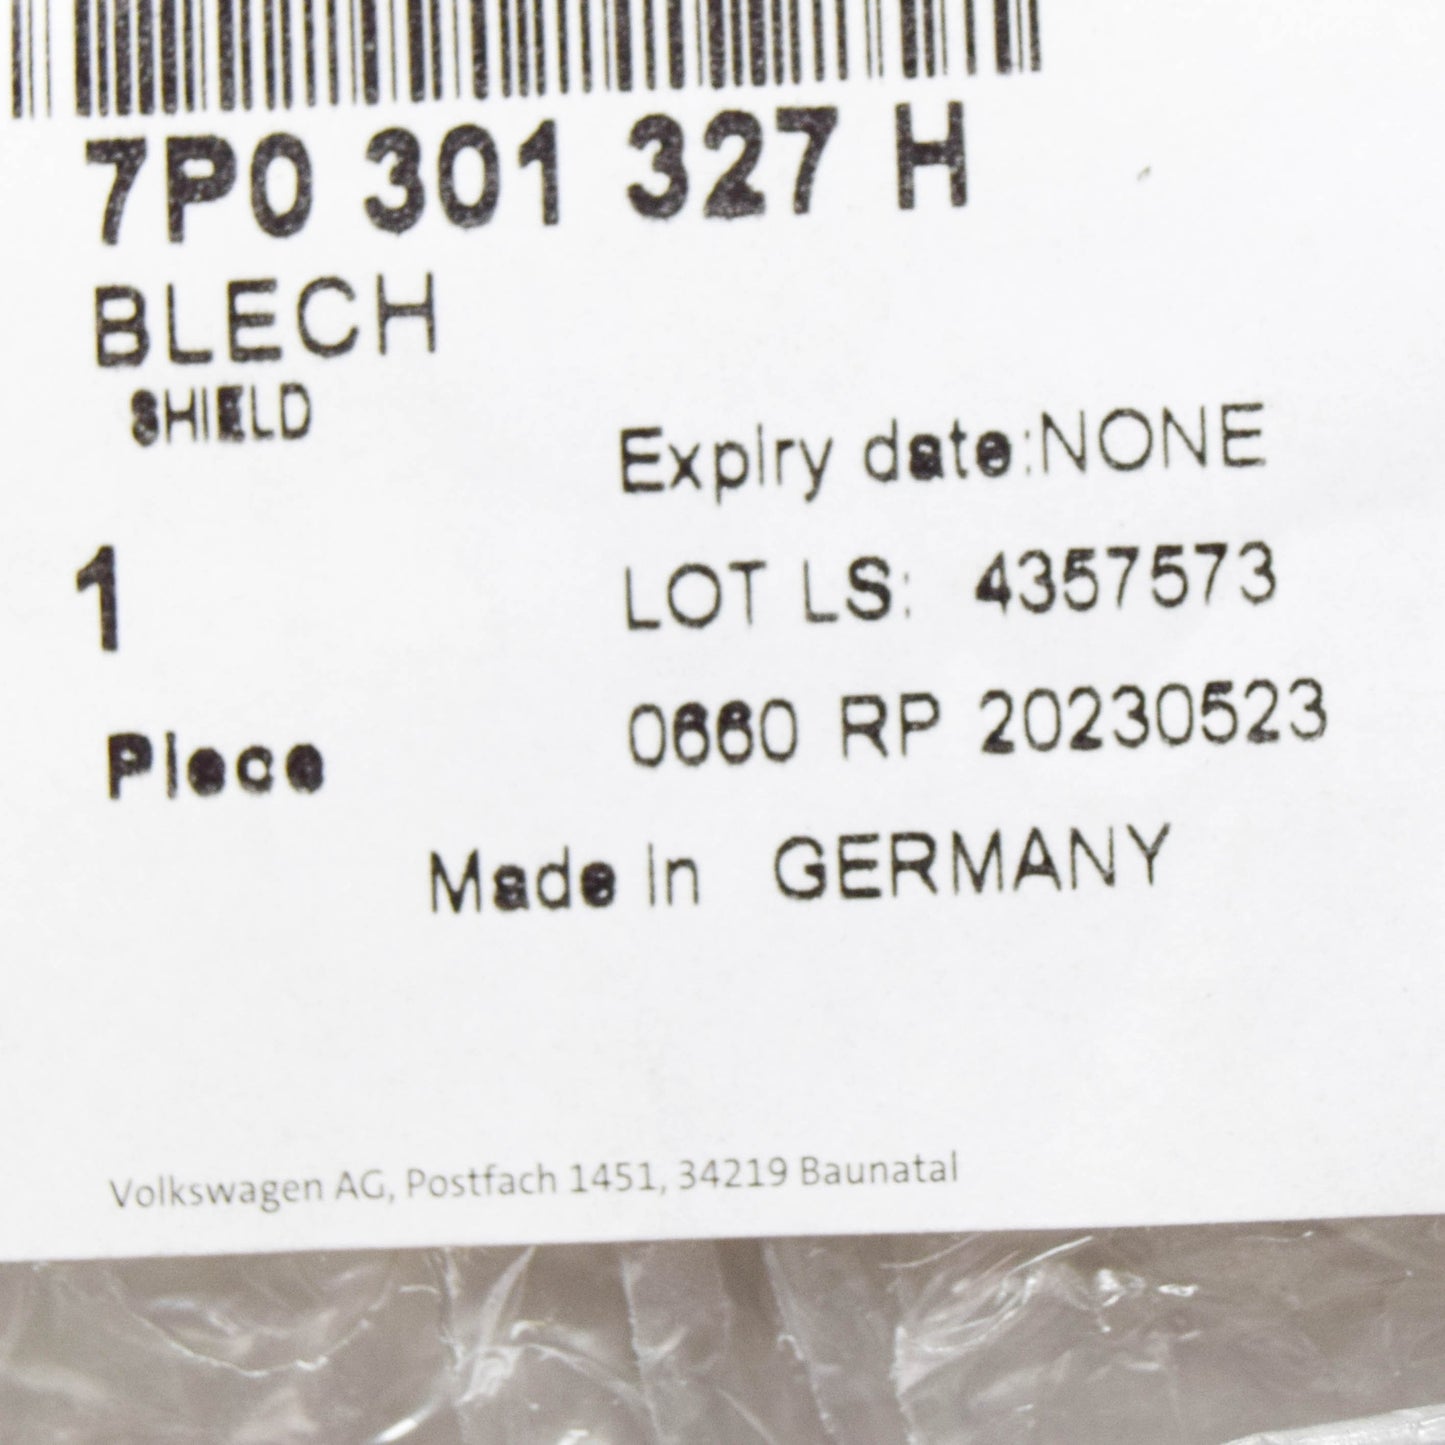 7P0 301 327 H
BLECH
SHIELD
Expiry date:NONE
1
LOT LS: 4357573
Piece
0660 RP 20230523
Made in GERMANY
Volkswagen AG, Postfach 1451, 34219 Baunatal